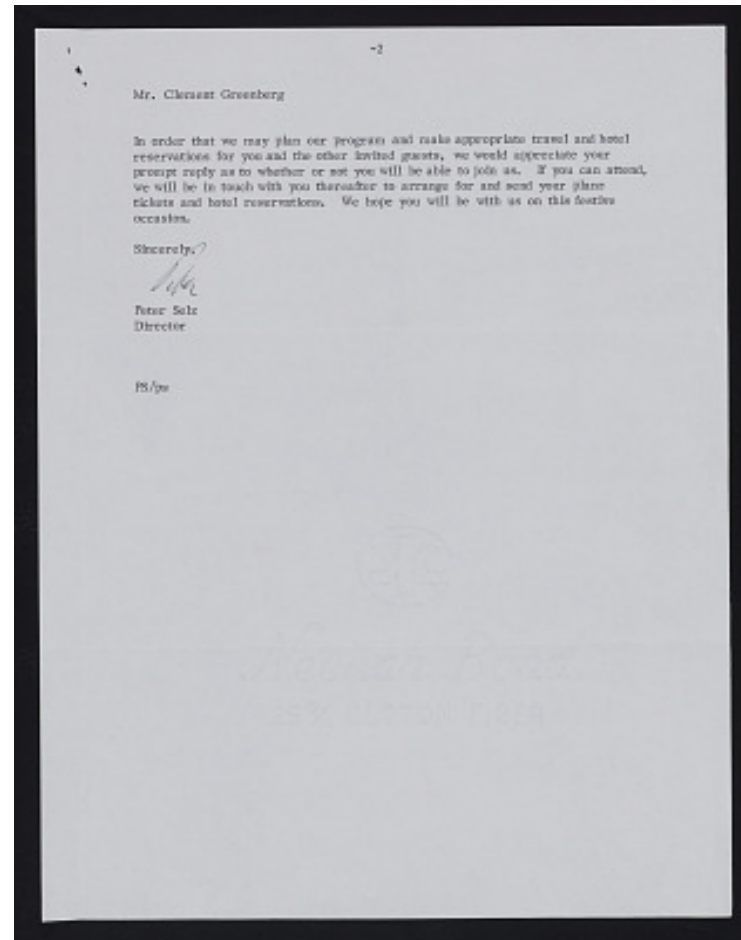 -2
Mr. Clement Greenberg
In order that we may plan our program and make appropriate travel and hotel
reservations for you and the other invited guests, we would appreciate your
prompt reply as to whether or not you will be able to join us. If you can attend,
we will be in touch with you thereafter to arrange for and send your plane
tickets and hotel reservations. We hope you will be with us on this festive
occasion.
Sincerely,
Peter
Peter Selz
Director
PS/pw